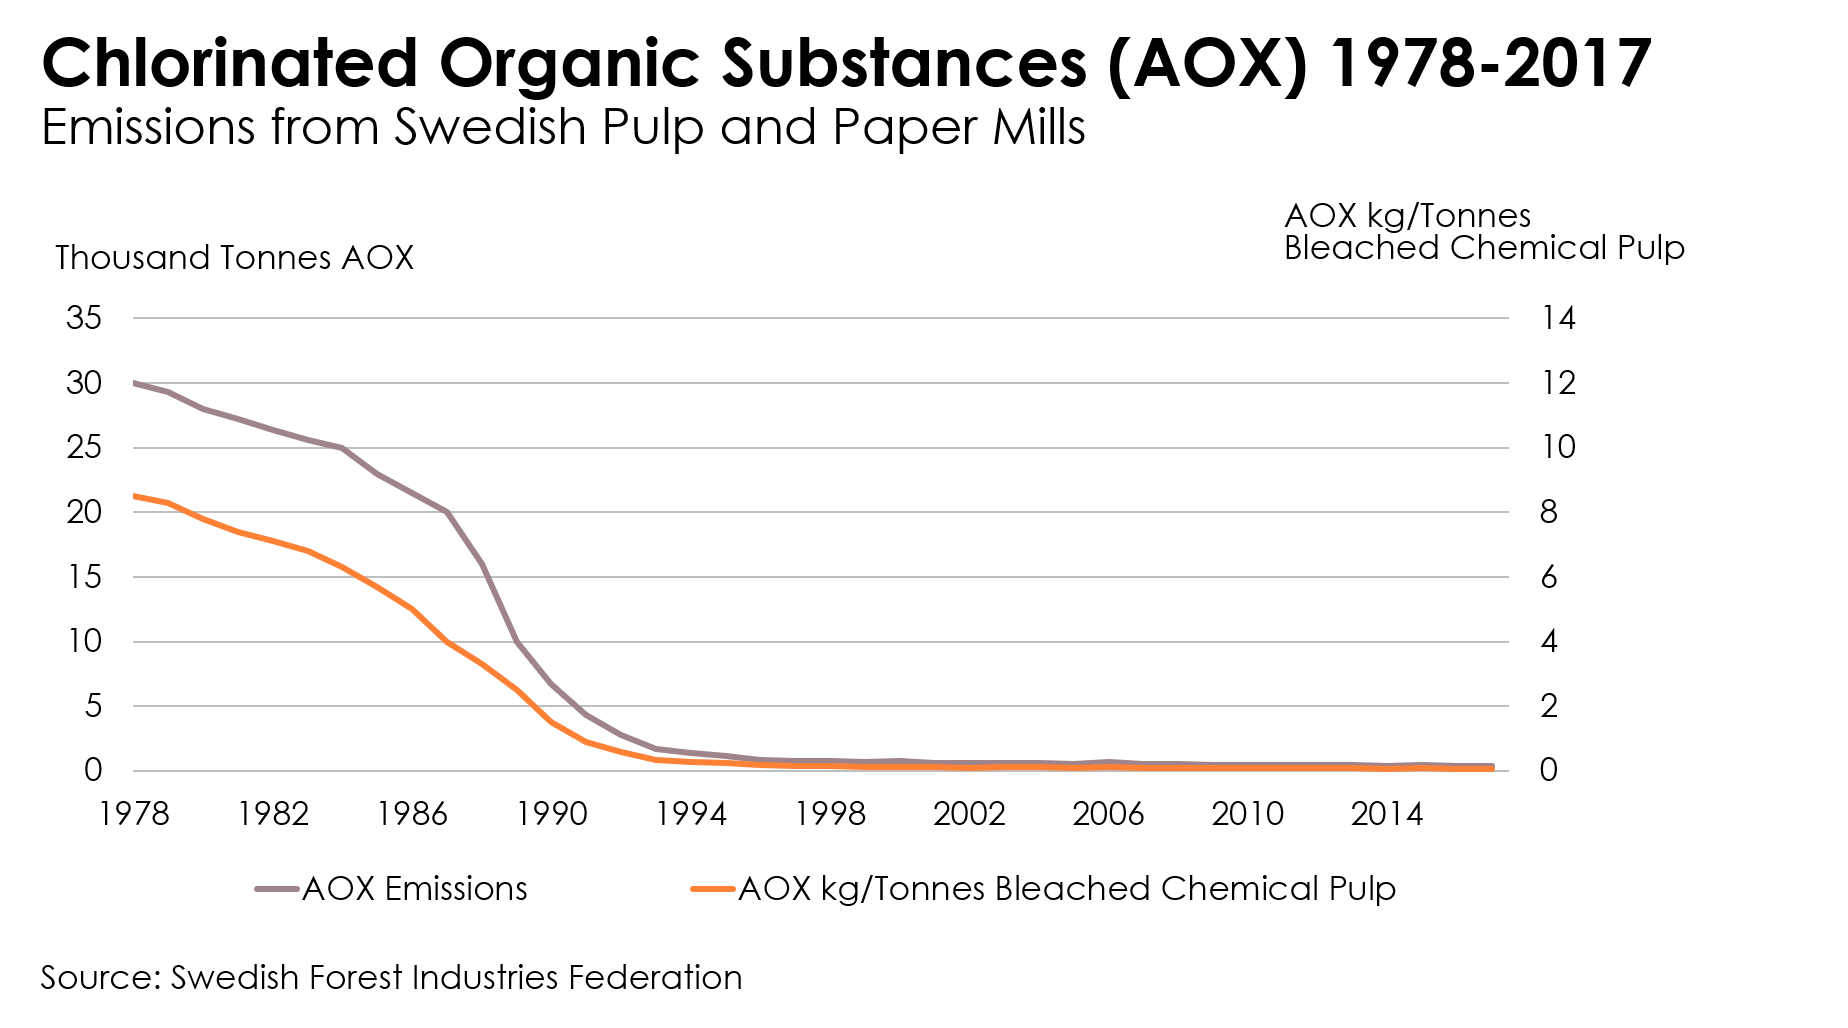 Chlorinated Organic Substances (AOX) 1978-2017
Emissions from Swedish Pulp and Paper Mills
AOX kg/Tonnes
Bleached Chemical Pulp
Thousand Tonnes AOX
35
14
30
12
25
10
20
8
15
6
10
4
5
2
0
0
1978 1982 1986 1990 1994 1998 2002 2006 2010 2014
AOX Emissions
AOX kg/Tonnes Bleached Chemical Pulp
Source: Swedish Forest Industries Federation